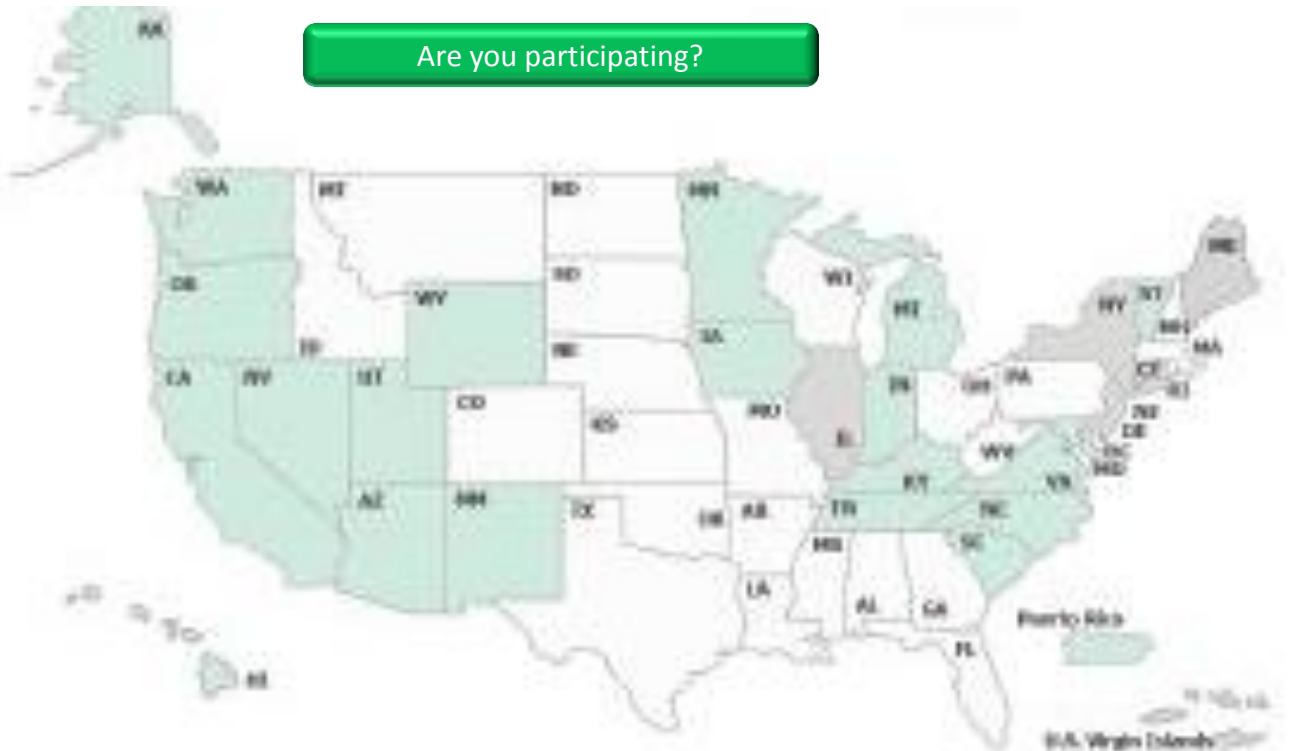 Are you participating?
AK
WA
MT
ND
MN
ME
OR
WY
SD
WI
MI
NY
VT
NH
MA
ID
IA
NE
CA
NV
UT
CO
KS
MO
IL
IN
OH
PA
CT
RI
NJ
DE
DC
MD
WV
KY
VA
AZ
NM
TX
OK
AR
TN
NC
SC
LA
MS
AL
GA
FL
HI
Puerto Rico
U.S. Virgin Islands